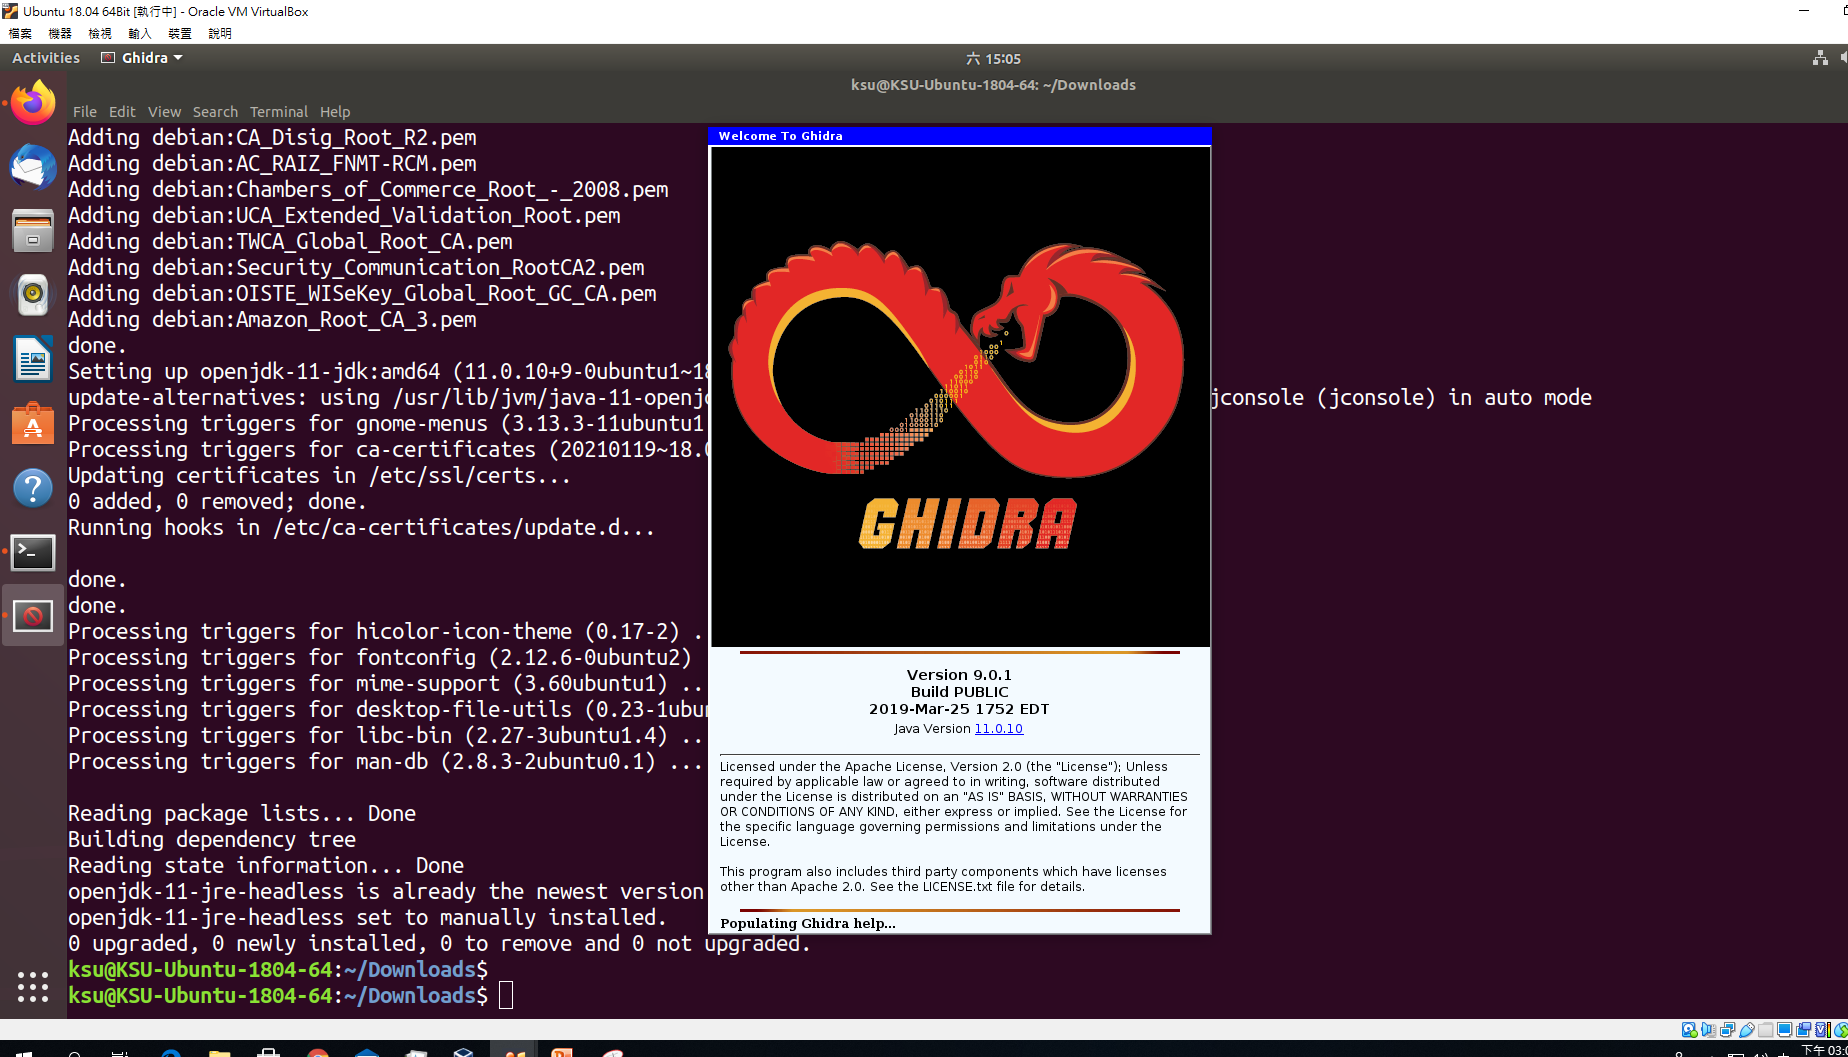 Ubuntu 18.04 64Bit [執行中] - Oracle VM VirtualBox
檔案 機器 檢視 輸入 裝置 說明
Activities Ghidra 六 15:05
ksu@KSU-Ubuntu-1804-64: ~/Downloads
File Edit View Search Terminal Help
Adding debian:CA_Disig_Root_R2.pem
Adding debian:AC_RAIZ_FNMT-RCM.pem
Adding debian:Chambers_of_Commerce_Root_-_2008.pem
Adding debian:UCA_Extended_Validation_Root.pem
Adding debian:TWCA_Global_Root_CA.pem
Adding debian:Security_Communication_RootCA2.pem
Adding debian:OISTE_WISeKey_Global_Root_GC_CA.pem
Adding debian:Amazon_Root_CA_3.pem
done.
Setting up openjdk-11-jdk:amd64 (11.0.10+9-0ubuntu1~18
update-alternatives: using /usr/lib/jvm/java-11-openj jconsole (jconsole) in auto mode
Processing triggers for gnome-menus (3.13.3-11ubuntu1
Processing triggers for ca-certificates (20210119~18.0
Updating certificates in /etc/ssl/certs...
0 added, 0 removed; done.
Running hooks in /etc/ca-certificates/update.d...
done.
done.
Processing triggers for hicolor-icon-theme (0.17-2) .
Processing triggers for fontconfig (2.12.6-0ubuntu2)
Processing triggers for mime-support (3.60ubuntu1) ..
Processing triggers for desktop-file-utils (0.23-1ubu
Processing triggers for libc-bin (2.27-3ubuntu1.4) ..
Processing triggers for man-db (2.8.3-2ubuntu0.1) ...
Reading package lists... Done
Building dependency tree
Reading state information... Done
openjdk-11-jre-headless is already the newest version
openjdk-11-jre-headless set to manually installed.
0 upgraded, 0 newly installed, 0 to remove and 0 not upgraded.
ksu@KSU-Ubuntu-1804-64:~/Downloads$
ksu@KSU-Ubuntu-1804-64:~/Downloads$
Welcome To Ghidra
GHIDRA
Version 9.0.1
Build PUBLIC
2019-Mar-25 1752 EDT
Java Version 11.0.10
Licensed under the Apache License, Version 2.0 (the "License"); Unless
required by applicable law or agreed to in writing, software distributed
under the License is distributed on an "AS IS" BASIS, WITHOUT WARRANTIES
OR CONDITIONS OF ANY KIND, either express or implied. See the License for
the specific language governing permissions and limitations under the
License.
This program also includes third party components which have licenses
other than Apache 2.0. See the LICENSE.txt file for details.
Populating Ghidra help...
下午 03:0